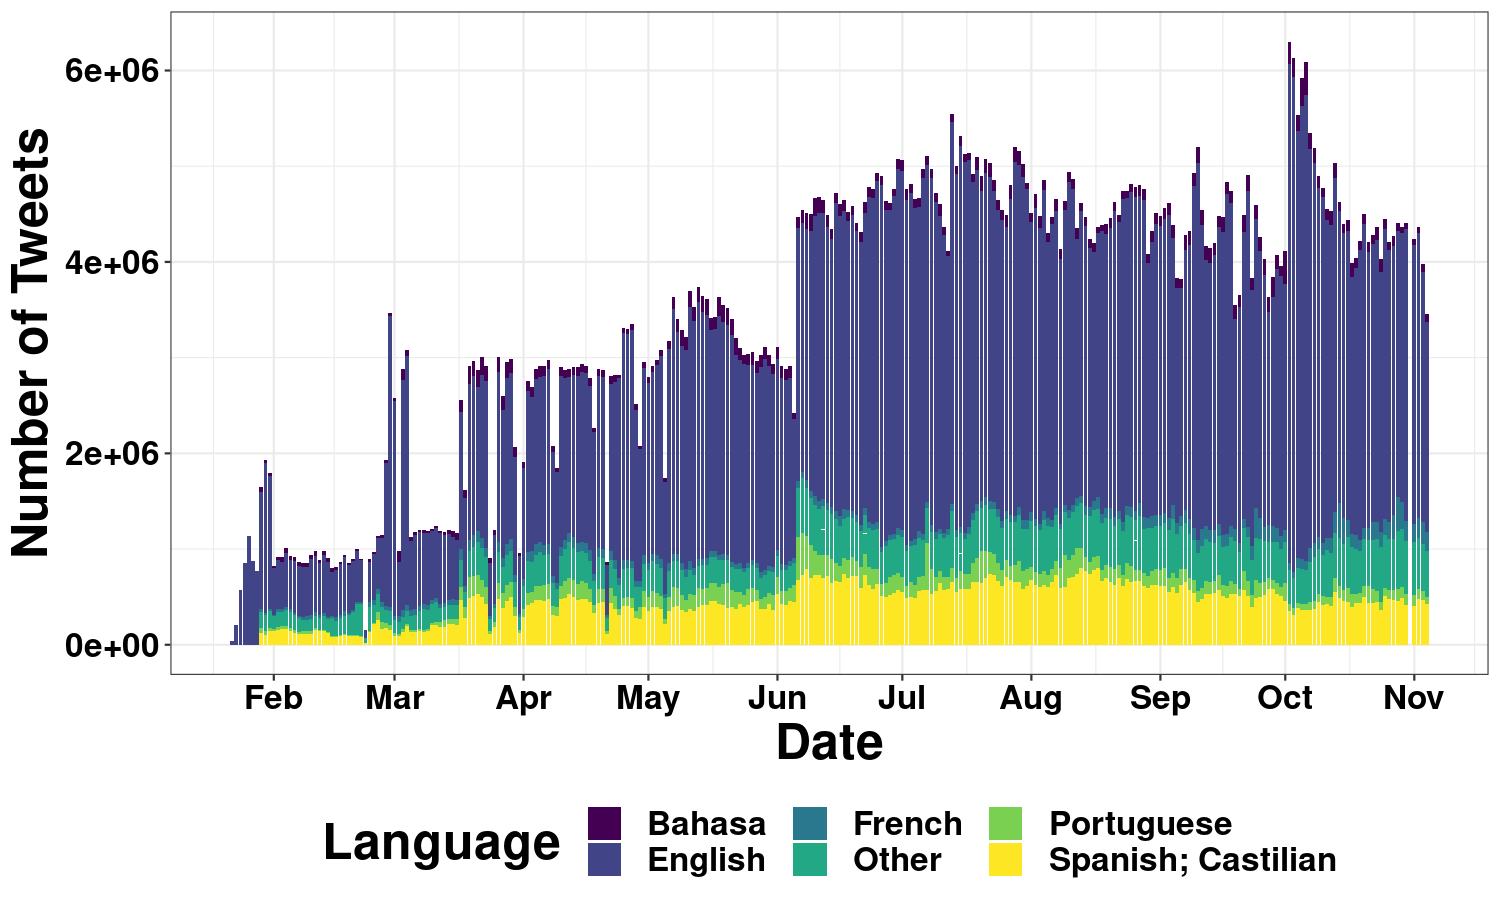 Number of Tweets
6e+06
4e+06
2e+06
0e+00
Feb Mar Apr May Jun Jul Aug Sep Oct Nov
Date
Language
Bahasa French Portuguese
English Other Spanish; Castilian